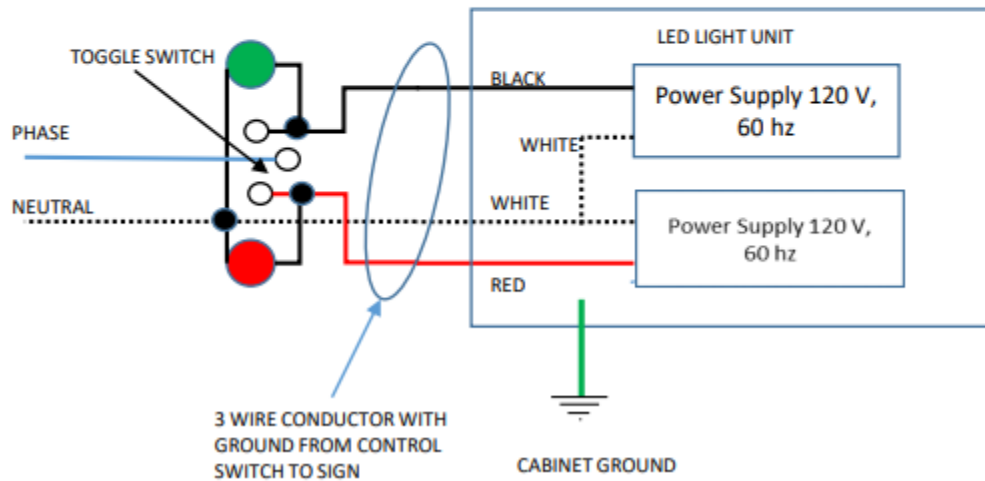 TOGGLE SWITCH
PHASE
NEUTRAL
LED LIGHT UNIT
BLACK
Power Supply 120 V,
60 hz
WHITE
WHITE
Power Supply 120 V,
60 hz
RED
3 WIRE CONDUCTOR WITH
GROUND FROM CONTROL
SWITCH TO SIGN
CABINET GROUND